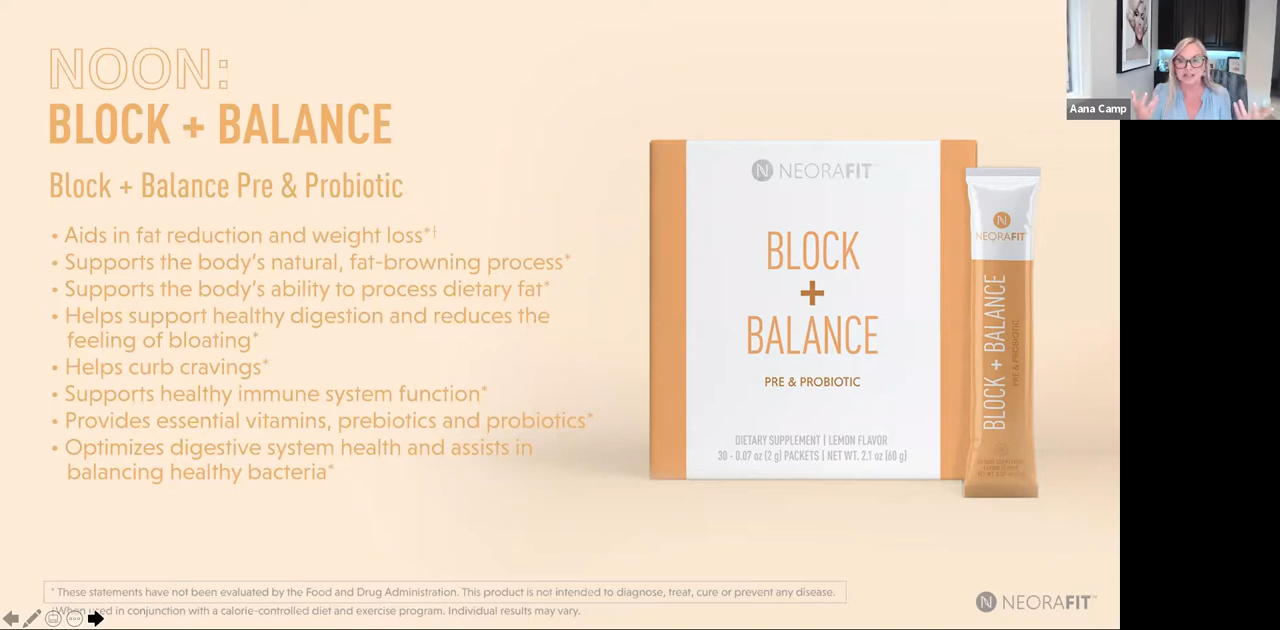 NOON:
BLOCK + BALANCE
Block + Balance Pre & Probiotic
• Aids in fat reduction and weight loss*†
• Supports the body's natural, fat-browning process*
• Supports the body's ability to process dietary fat*
• Helps support healthy digestion and reduces the
feeling of bloating*
• Helps curb cravings*
• Supports healthy immune system function*
• Provides essential vitamins, prebiotics and probiotics*
• Optimizes digestive system health and assists in
balancing healthy bacteria*
N NEORAFIT™
BLOCK
+
BALANCE
PRE & PROBIOTIC
DIETARY SUPPLEMENT | LEMON FLAVOR
30 - 0.07 oz (2 g) PACKETS | NET WT. 2.1 oz (60 g)
N
NEORAFIT
BLOCK + BALANCE
PRE & PROBIOTIC
Aana Camp
* These statements have not been evaluated by the Food and Drug Administration. This product is not intended to diagnose, treat, cure or prevent any disease.
†When used in conjunction with a calorie-controlled diet and exercise program. Individual results may vary.
N NEORAFIT™